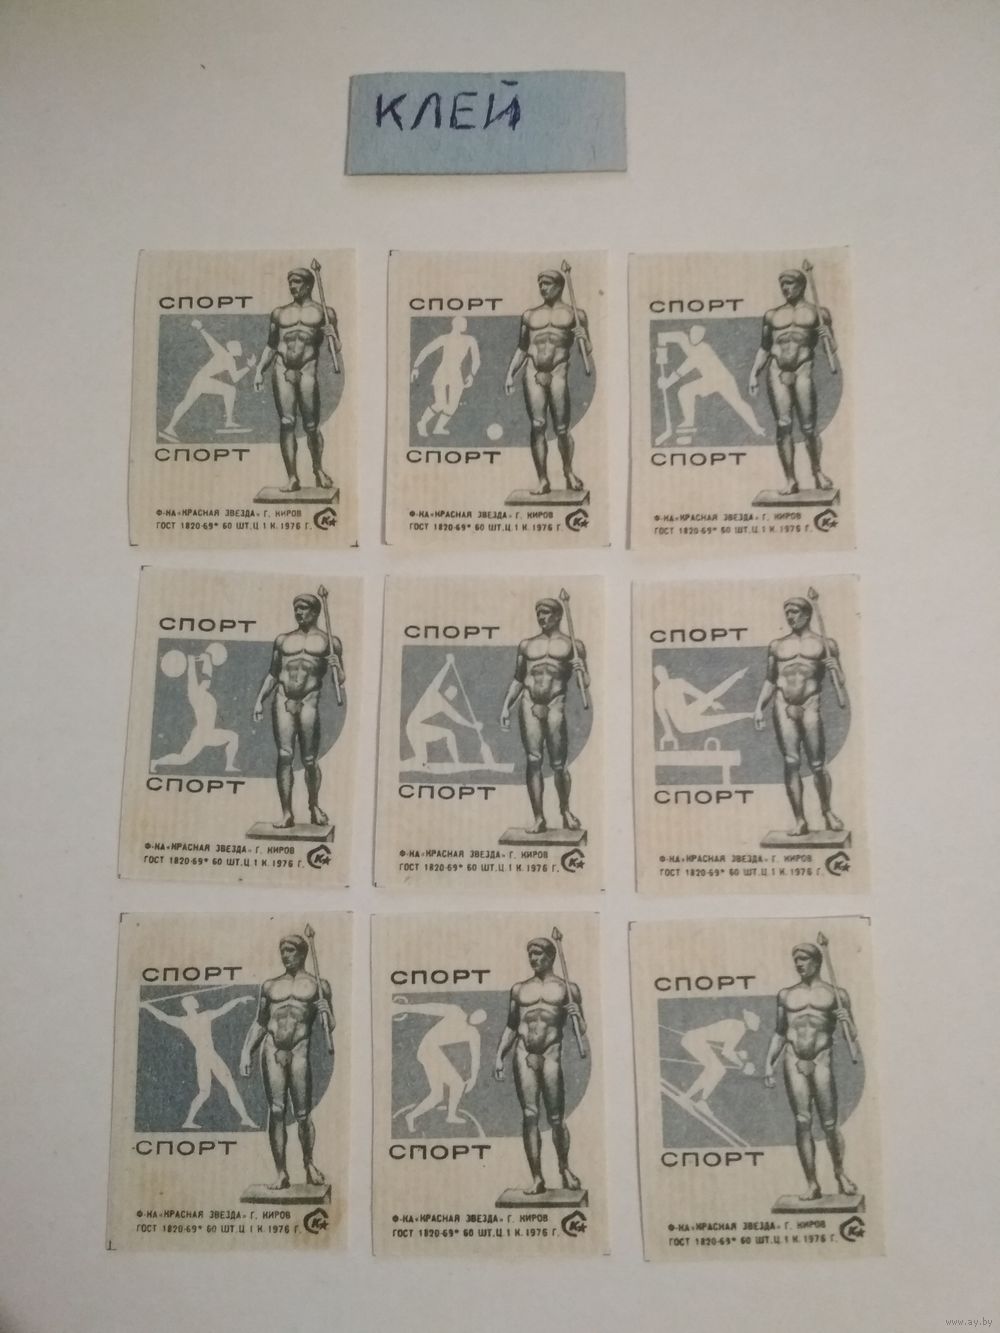 КЛЕЙ
СПОРТ
СПОРТ
Ф-КА «КРАСНАЯ ЗВЕЗДА» Г. КИРОВ
ГОСТ 1820-69* 60 ШТ. Ц. 1 К. 1976 Г.
К
СПОРТ
СПОРТ
Ф-КА «КРАСНАЯ ЗВЕЗДА» Г. КИРОВ
ГОСТ 1820-69* 60 ШТ. Ц. 1 К. 1976 Г.
К
СПОРТ
СПОРТ
Ф-КА «КРАСНАЯ ЗВЕЗДА» Г. КИРОВ
ГОСТ 1820-69* 60 ШТ. Ц. 1 К. 1976 Г.
К
СПОРТ
СПОРТ
Ф-КА «КРАСНАЯ ЗВЕЗДА» Г. КИРОВ
ГОСТ 1820-69* 60 ШТ. Ц. 1 К. 1976 Г.
К
СПОРТ
СПОРТ
Ф-КА «КРАСНАЯ ЗВЕЗДА» Г. КИРОВ
ГОСТ 1820-69* 60 ШТ. Ц. 1 К. 1976 Г.
К
СПОРТ
СПОРТ
Ф-КА «КРАСНАЯ ЗВЕЗДА» Г. КИРОВ
ГОСТ 1820-69* 60 ШТ. Ц. 1 К. 1976 Г.
К
СПОРТ
СПОРТ
Ф-КА «КРАСНАЯ ЗВЕЗДА» Г. КИРОВ
ГОСТ 1820-69* 60 ШТ. Ц. 1 К. 1976 Г.
К
СПОРТ
СПОРТ
Ф-КА «КРАСНАЯ ЗВЕЗДА» Г. КИРОВ
ГОСТ 1820-69* 60 ШТ. Ц. 1 К. 1976 Г.
К
СПОРТ
СПОРТ
Ф-КА «КРАСНАЯ ЗВЕЗДА» Г. КИРОВ
ГОСТ 1820-69* 60 ШТ. Ц. 1 К. 1976 Г.
К
www.ay.by